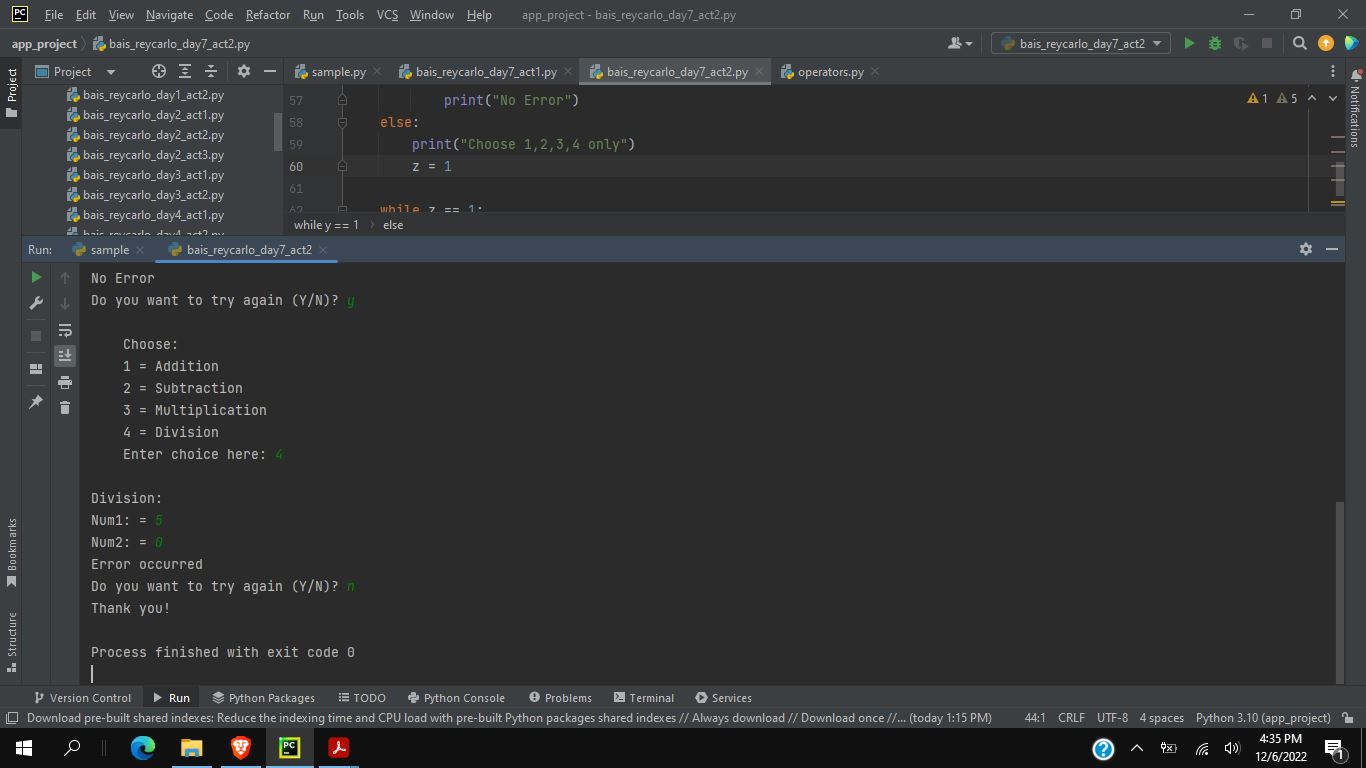 PC File Edit View Navigate Code Refactor Run Tools VCS Window Help app_project - bais_reycarlo_day7_act2.py
app_project bais_reycarlo_day7_act2.py bais_reycarlo_day7_act2
Project Project sample.py bais_reycarlo_day7_act1.py bais_reycarlo_day7_act2.py operators.py Notifications
bais_reycarlo_day1_act2.py
bais_reycarlo_day2_act1.py
bais_reycarlo_day2_act2.py
bais_reycarlo_day2_act3.py
bais_reycarlo_day3_act1.py
bais_reycarlo_day3_act2.py
bais_reycarlo_day4_act1.py
bais_reycarlo_day4_act2.py
57 print("No Error") 1 5
58 else:
59 print("Choose 1,2,3,4 only")
60 z = 1
61
62 while z == 1:
while y == 1 › else
Run: sample bais_reycarlo_day7_act2
No Error
Do you want to try again (Y/N)? y
Choose:
1 = Addition
2 = Subtraction
3 = Multiplication
4 = Division
Enter choice here: 4
Division:
Num1: = 5
Num2: = 0
Error occurred
Do you want to try again (Y/N)? n
Thank you!
Process finished with exit code 0
Bookmarks
Structure
Version Control Run Python Packages TODO Python Console Problems Terminal Services
Download pre-built shared indexes: Reduce the indexing time and CPU load with pre-built Python packages shared indexes // Always download // Download once //... (today 1:15 PM) 44:1 CRLF UTF-8 4 spaces Python 3.10 (app_project)
PC 4:35 PM
12/6/2022 1